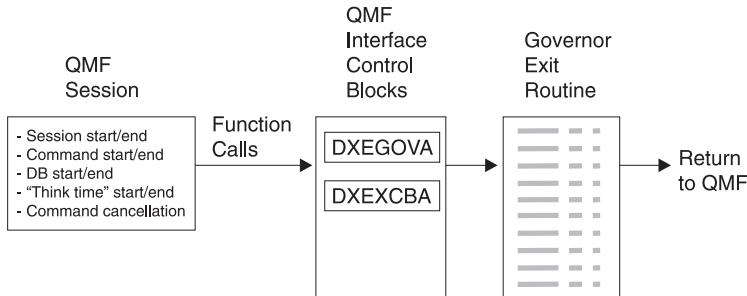 QMF
Session
- Session start/end
- Command start/end
- DB start/end
- “Think time” start/end
- Command cancellation
Function
Calls
QMF
Interface
Control
Blocks
DXEGOVA
DXEXCBA
Governor
Exit
Routine
Return
to QMF